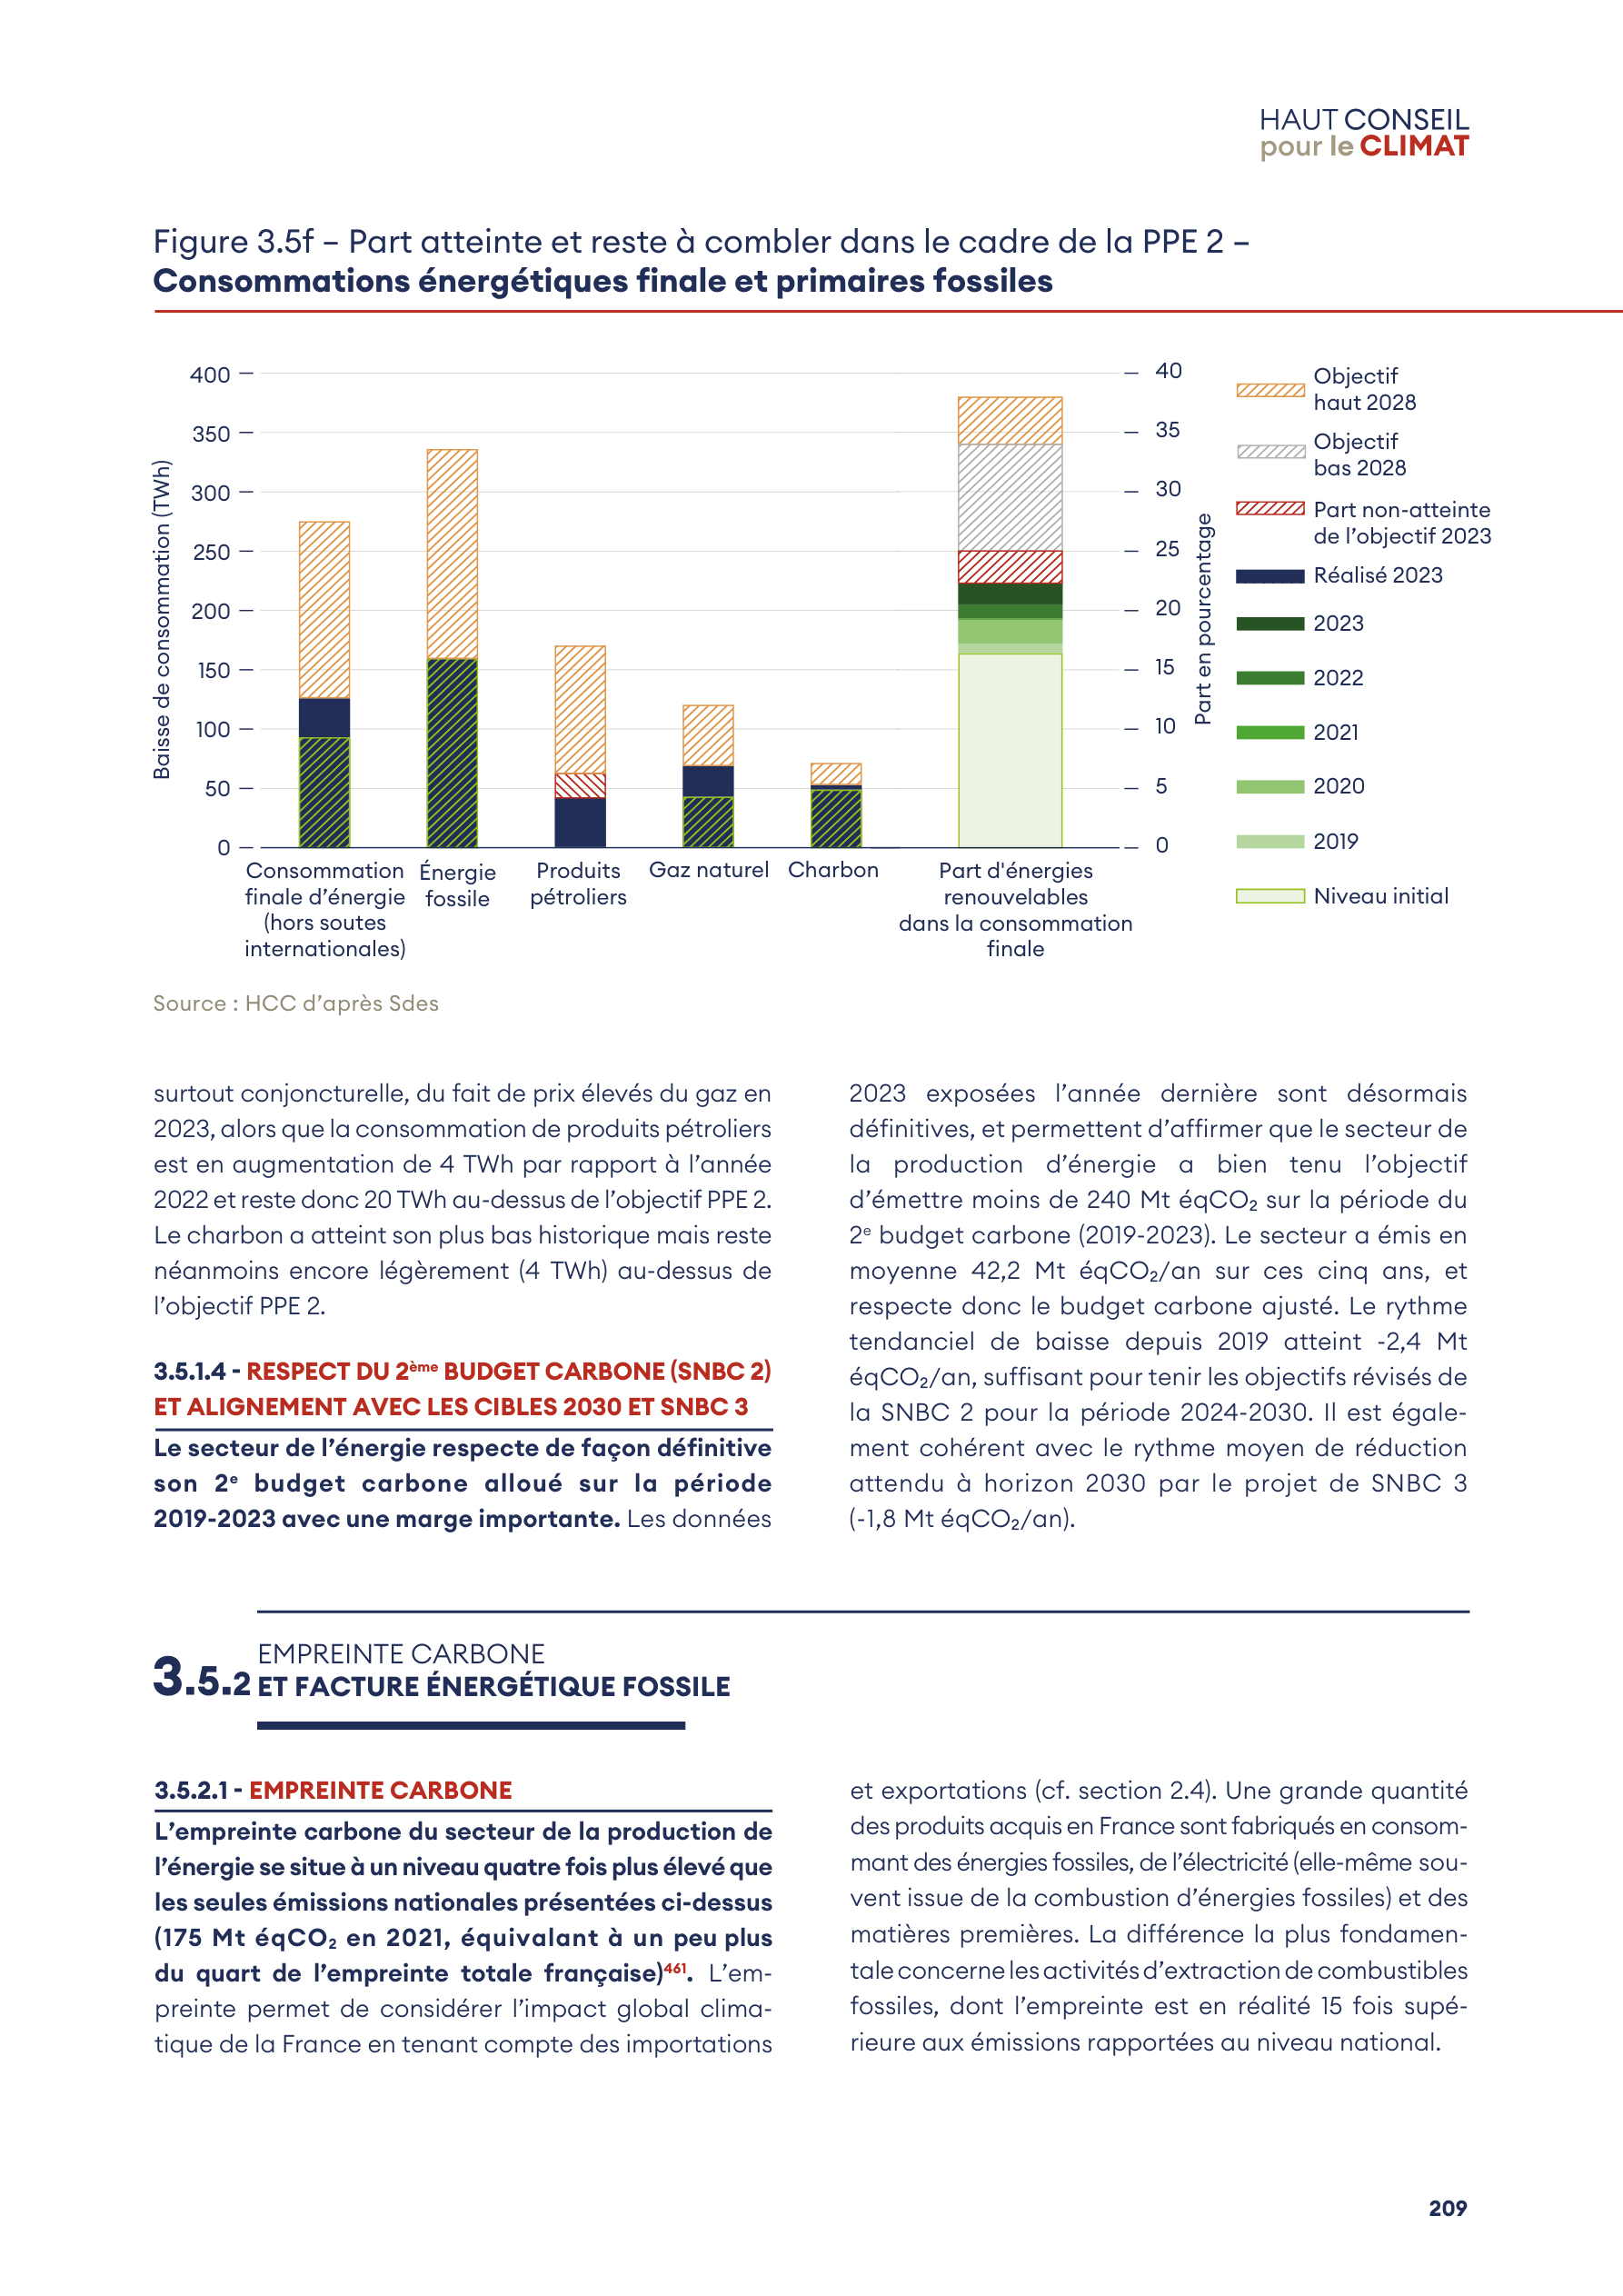 HAUT CONSEIL
pour le CLIMAT
Figure 3.5f – Part atteinte et reste à combler dans le cadre de la PPE 2 –
Consommations énergétiques finale et primaires fossiles
Baisse de consommation (TWh)
400
350
300
250
200
150
100
50
0
Consommation
finale d’énergie
(hors soutes
internationales)
Énergie
fossile
Produits
pétroliers
Gaz naturel
Charbon
Part d'énergies
renouvelables
dans la consommation
finale
40
35
30
25
20
15
10
5
0
Part en pourcentage
Objectif
haut 2028
Objectif
bas 2028
Part non-atteinte
de l’objectif 2023
Réalisé 2023
2023
2022
2021
2020
2019
Niveau initial
Source : HCC d’après Sdes
surtout conjoncturelle, du fait de prix élevés du gaz en
2023, alors que la consommation de produits pétroliers
est en augmentation de 4 TWh par rapport à l’année
2022 et reste donc 20 TWh au-dessus de l’objectif PPE 2.
Le charbon a atteint son plus bas historique mais reste
néanmoins encore légèrement (4 TWh) au-dessus de
l’objectif PPE 2.
3.5.1.4 - RESPECT DU 2ème BUDGET CARBONE (SNBC 2)
ET ALIGNEMENT AVEC LES CIBLES 2030 ET SNBC 3
Le secteur de l’énergie respecte de façon définitive
son 2e budget carbone alloué sur la période
2019-2023 avec une marge importante. Les données
2023 exposées l’année dernière sont désormais
définitives, et permettent d’affirmer que le secteur de
la production d’énergie a bien tenu l’objectif
d’émettre moins de 240 Mt éqCO₂ sur la période du
2e budget carbone (2019-2023). Le secteur a émis en
moyenne 42,2 Mt éqCO₂/an sur ces cinq ans, et
respecte donc le budget carbone ajusté. Le rythme
tendanciel de baisse depuis 2019 atteint -2,4 Mt
éqCO₂/an, suffisant pour tenir les objectifs révisés de
la SNBC 2 pour la période 2024-2030. Il est égale-
ment cohérent avec le rythme moyen de réduction
attendu à horizon 2030 par le projet de SNBC 3
(-1,8 Mt éqCO₂/an).
3.5.2 EMPREINTE CARBONE
ET FACTURE ÉNERGÉTIQUE FOSSILE
3.5.2.1 - EMPREINTE CARBONE
L’empreinte carbone du secteur de la production de
l’énergie se situe à un niveau quatre fois plus élevé que
les seules émissions nationales présentées ci-dessus
(175 Mt éqCO₂ en 2021, équivalant à un peu plus
du quart de l’empreinte totale française)461. L’em-
preinte permet de considérer l’impact global clima-
tique de la France en tenant compte des importations
et exportations (cf. section 2.4). Une grande quantité
des produits acquis en France sont fabriqués en consom-
mant des énergies fossiles, de l’électricité (elle-même sou-
vent issue de la combustion d’énergies fossiles) et des
matières premières. La différence la plus fondamen-
tale concerne les activités d’extraction de combustibles
fossiles, dont l’empreinte est en réalité 15 fois supé-
rieure aux émissions rapportées au niveau national.
209